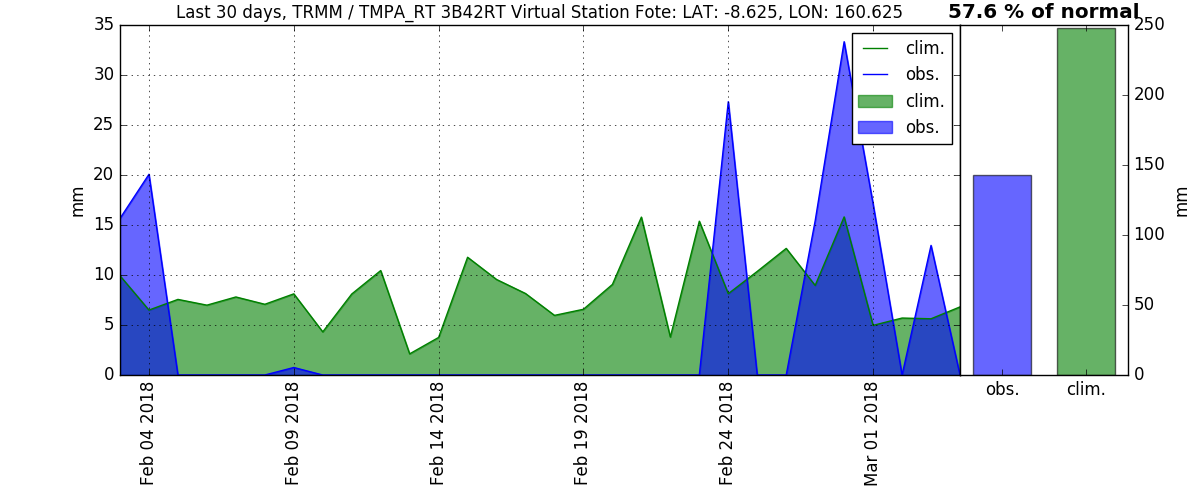 Last 30 days, TRMM / TMPA_RT 3B42RT Virtual Station Fote: LAT: -8.625, LON: 160.625
57.6 % of normal
35
30
25
20
15
10
5
0
mm
clim.
obs.
clim.
obs.
250
200
150
100
50
0
mm
Feb 04 2018
Feb 09 2018
Feb 14 2018
Feb 19 2018
Feb 24 2018
Mar 01 2018
obs.
clim.